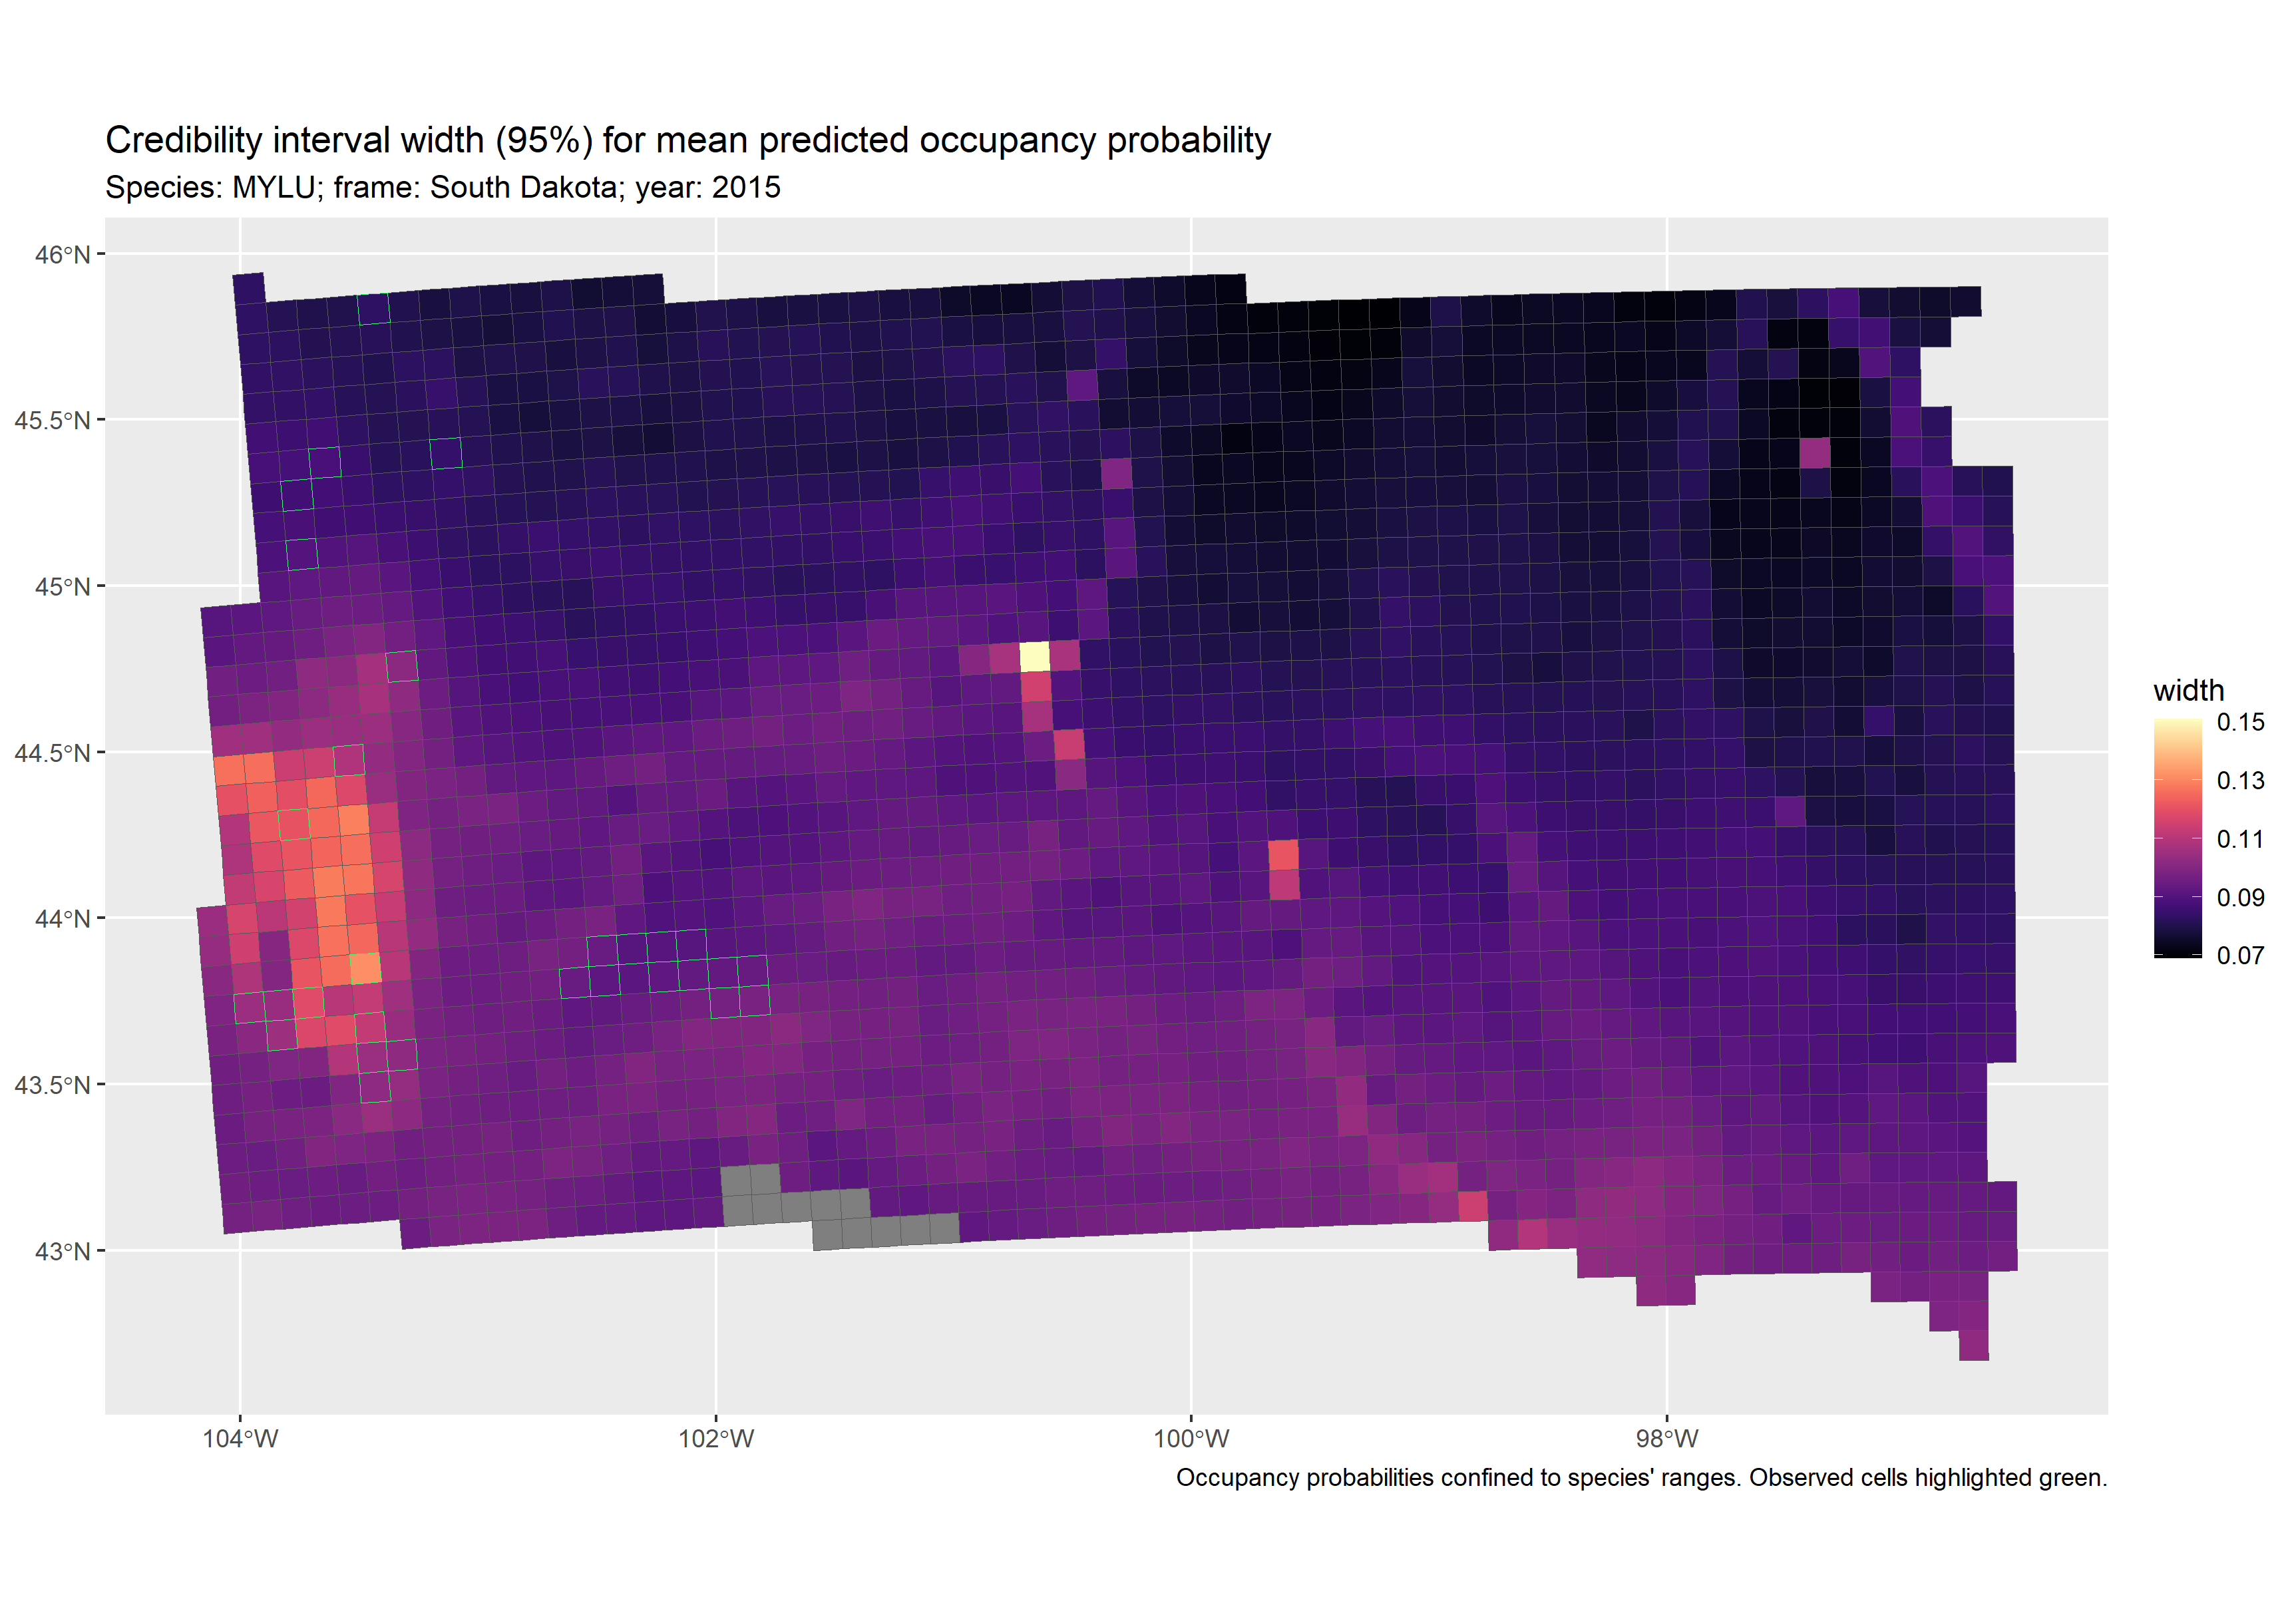 Credibility interval width (95%) for mean predicted occupancy probability
Species: MYLU; frame: South Dakota; year: 2015
46°N
45.5°N
45°N
44.5°N
44°N
43.5°N
43°N
104°W
102°W
100°W
98°W
width
0.15
0.13
0.11
0.09
0.07
Occupancy probabilities confined to species' ranges. Observed cells highlighted green.